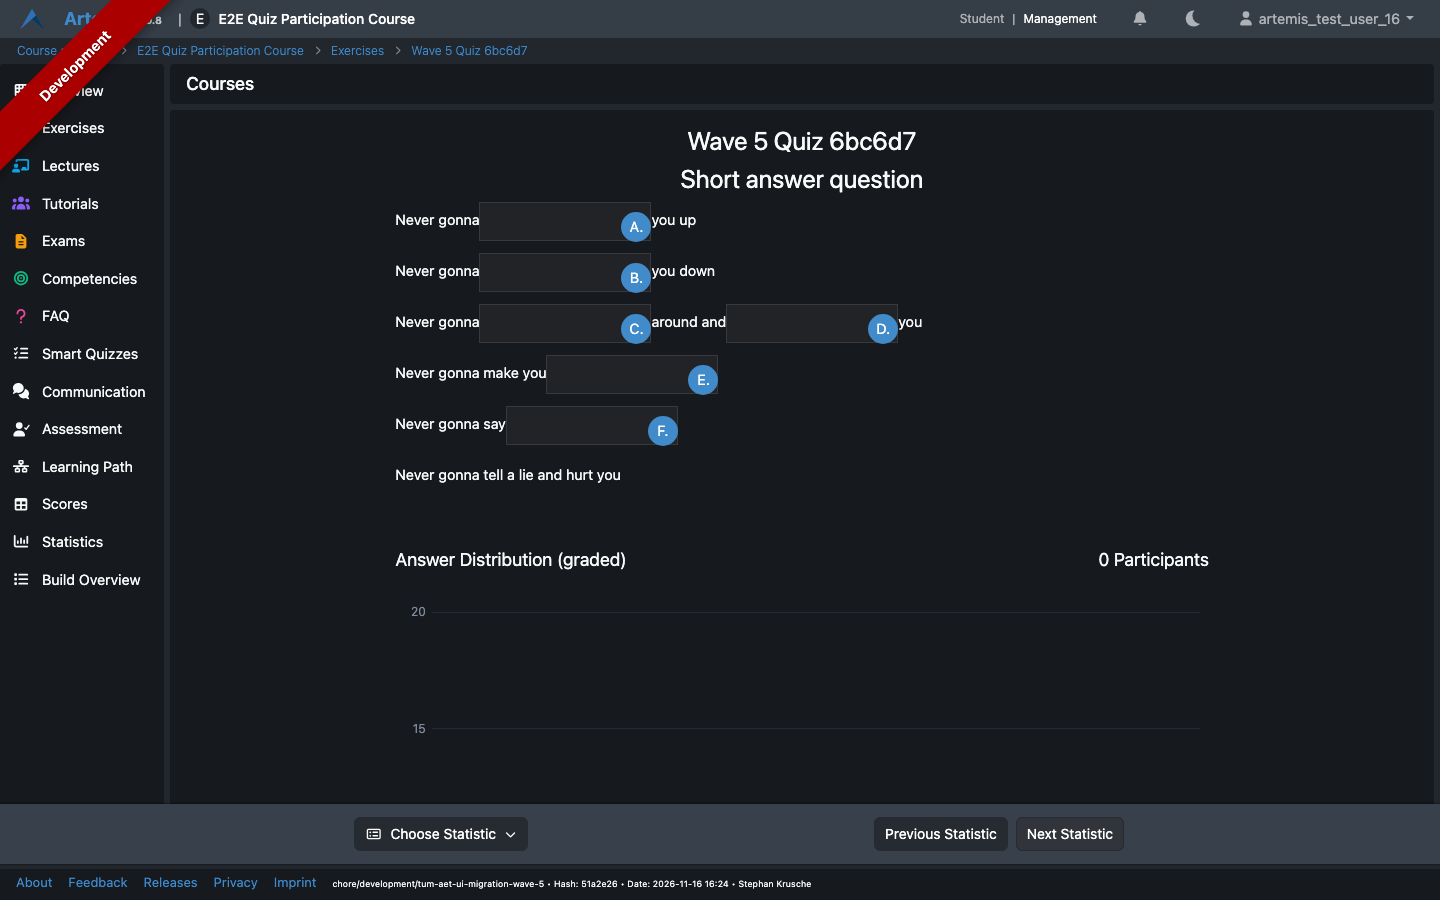 E E2E Quiz Participation Course
Student | Management
artemis_test_user_16
Development
Course
E2E Quiz Participation Course > Exercises > Wave 5 Quiz 6bc6d7
Exercises
Lectures
Tutorials
Exams
Competencies
FAQ
Smart Quizzes
Communication
Assessment
Learning Path
Scores
Statistics
Build Overview
Courses
Wave 5 Quiz 6bc6d7
Short answer question
Never gonna A. you up
Never gonna B. you down
Never gonna C. around and D. you
Never gonna make you E.
Never gonna say F.
Never gonna tell a lie and hurt you
Answer Distribution (graded)
0 Participants
20
15
Choose Statistic
Previous Statistic
Next Statistic
About
Feedback
Releases
Privacy
Imprint
chore/development/tum-aet-ui-migration-wave-5 • Hash: 51a2e26 • Date: 2026-11-16 16:24 • Stephan Krusche